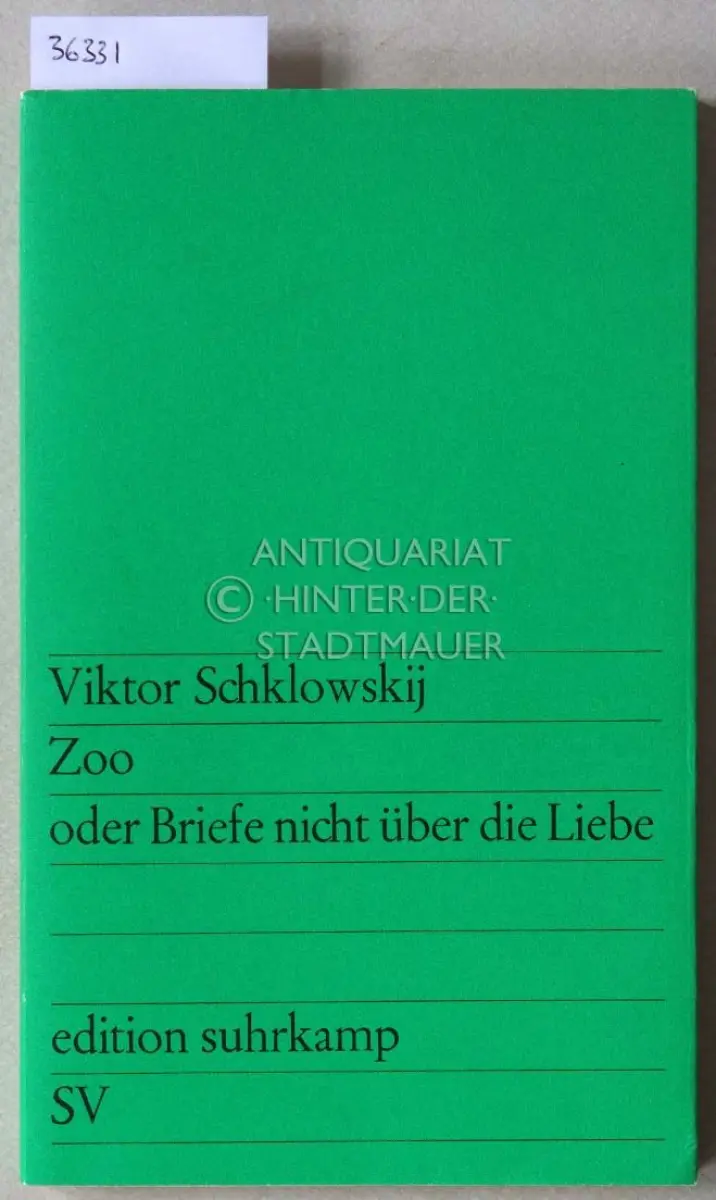 36331
ANTIQUARIAT
© ·HINTER·DER·
STADTMAUER
Viktor Schklowskij
Zoo
oder Briefe nicht über die Liebe
edition suhrkamp
SV